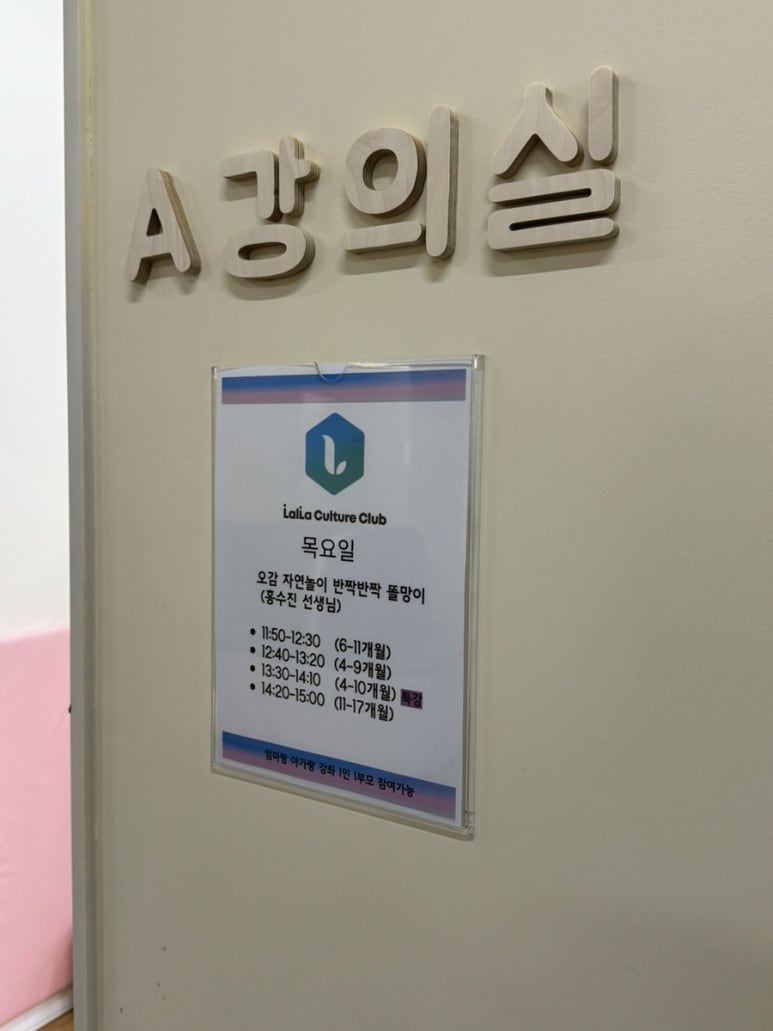 A강의실
LaLa Culture Club
목요일
오감 자연놀이 반짝반짝 똘망이
(홍수진 선생님)
• 11:50-12:30 (6-11개월)
• 12:40-13:20 (4-9개월)
• 13:30-14:10 (4-10개월) 특강
• 14:20-15:00 (11-17개월)
엄마랑 아가랑 강좌 1인 1부모 참여가능